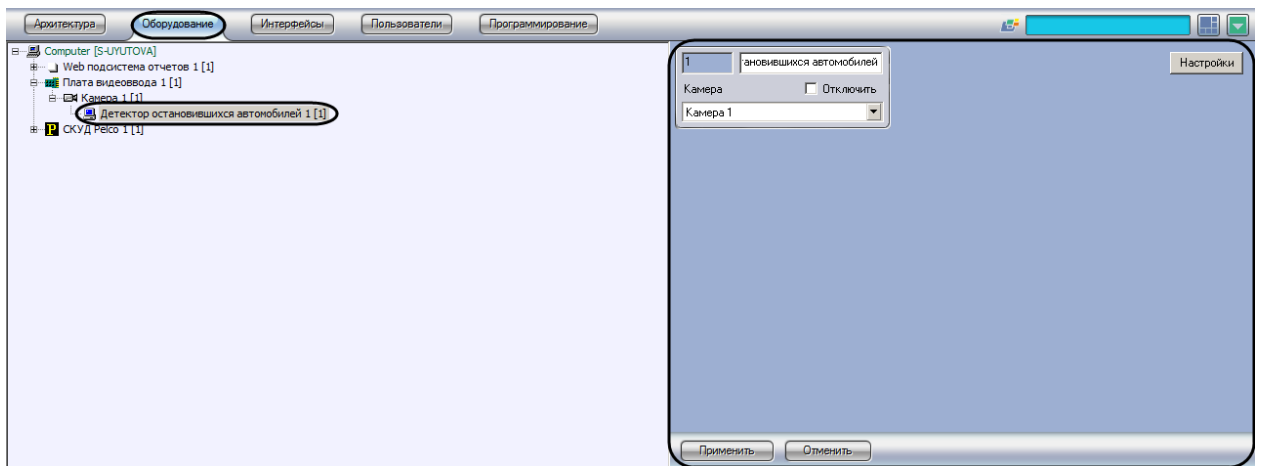 Архитектура Оборудование Интерфейсы Пользователи Программирование
Computer [S-UYUTOVA]
Web подсистема отчетов 1 [1]
Плата видеоввода 1 [1]
Камера 1 [1]
Детектор остановившихся автомобилей 1 [1]
СКУД Pelco 1 [1]
1 тановившихся автомобилей Настройки
Камера Отключить
Камера 1
Применить Отменить